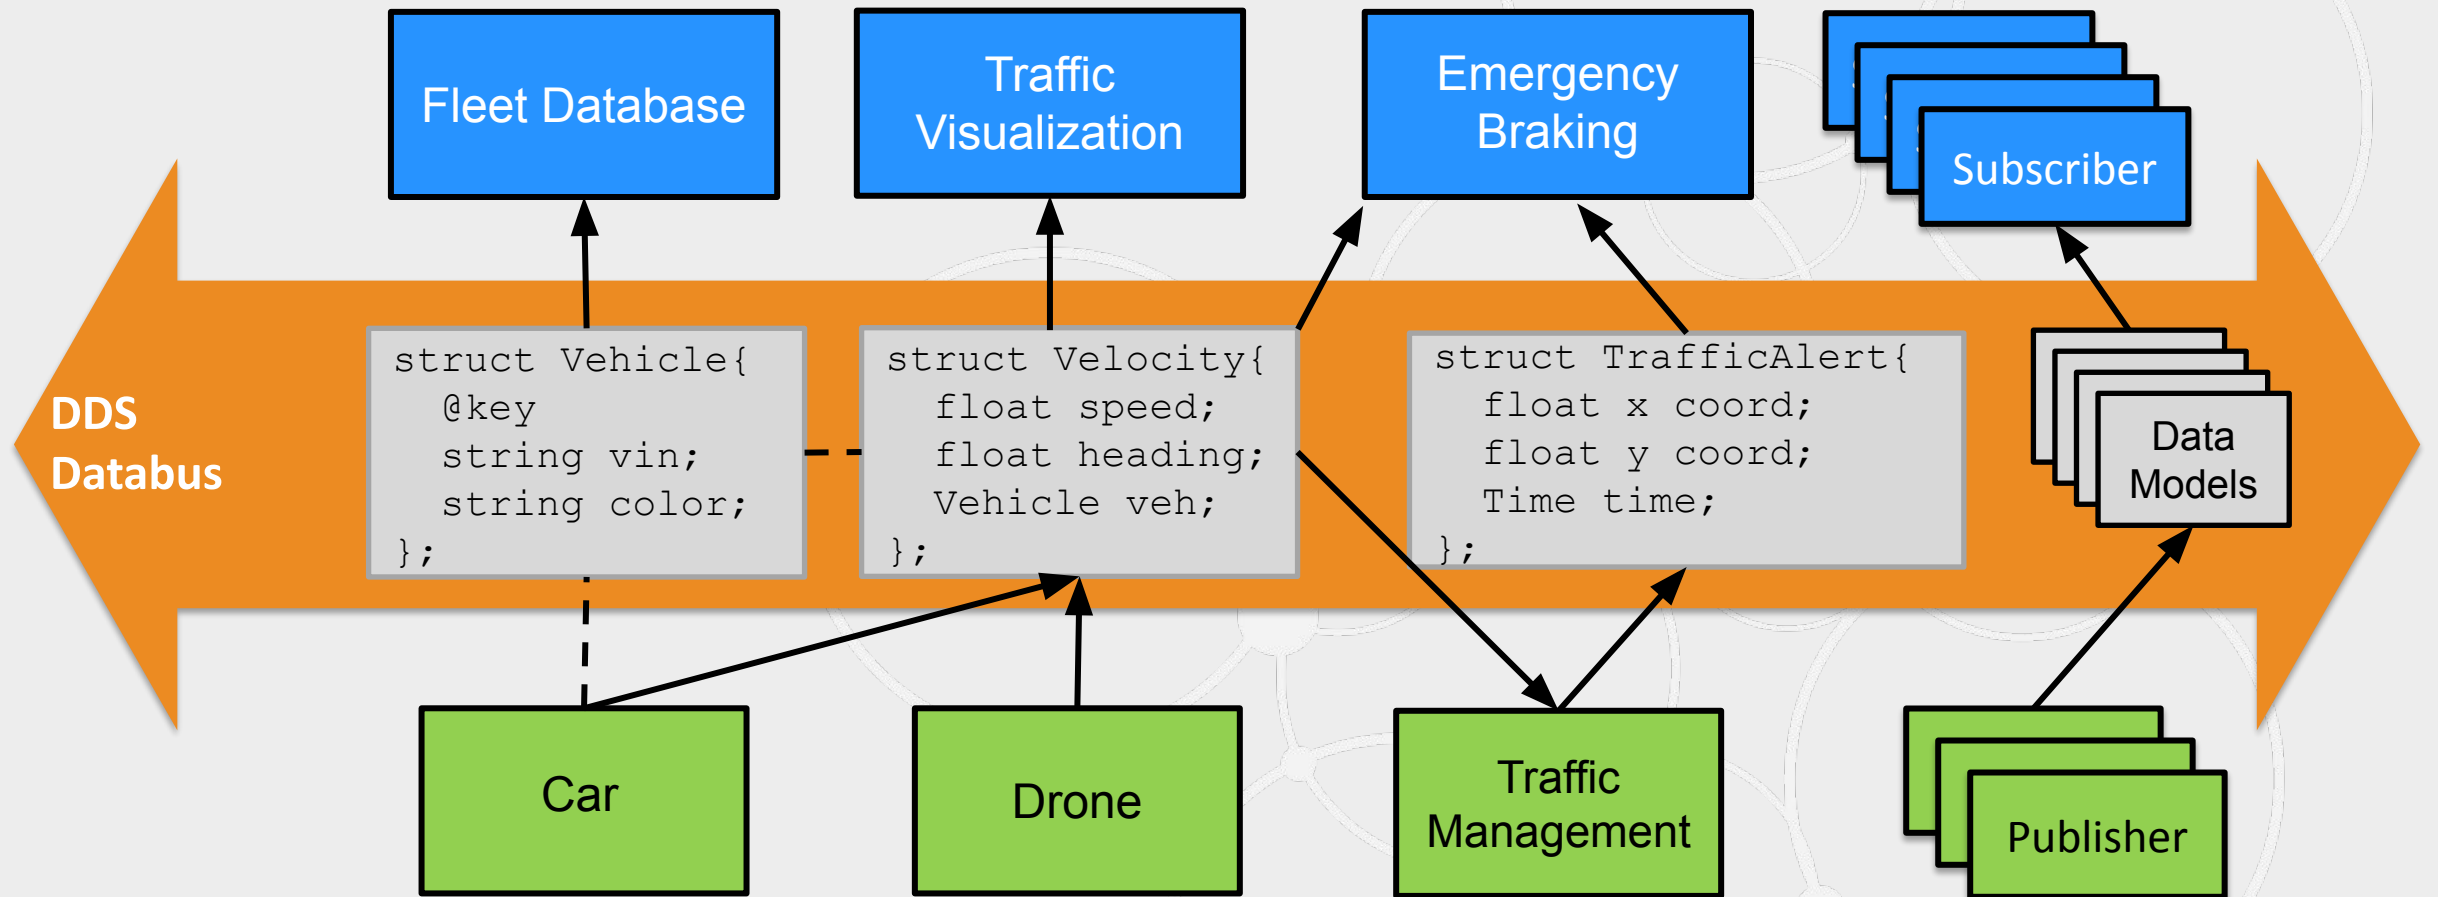 Fleet Database
Traffic
Visualization
Emergency
Braking
Subscriber
DDS
Databus
struct Vehicle{
@key
string vin;
string color;
};
struct Velocity{
float speed;
float heading;
Vehicle veh;
};
struct TrafficAlert{
float x coord;
float y coord;
Time time;
};
Data
Models
Car
Drone
Traffic
Management
Publisher